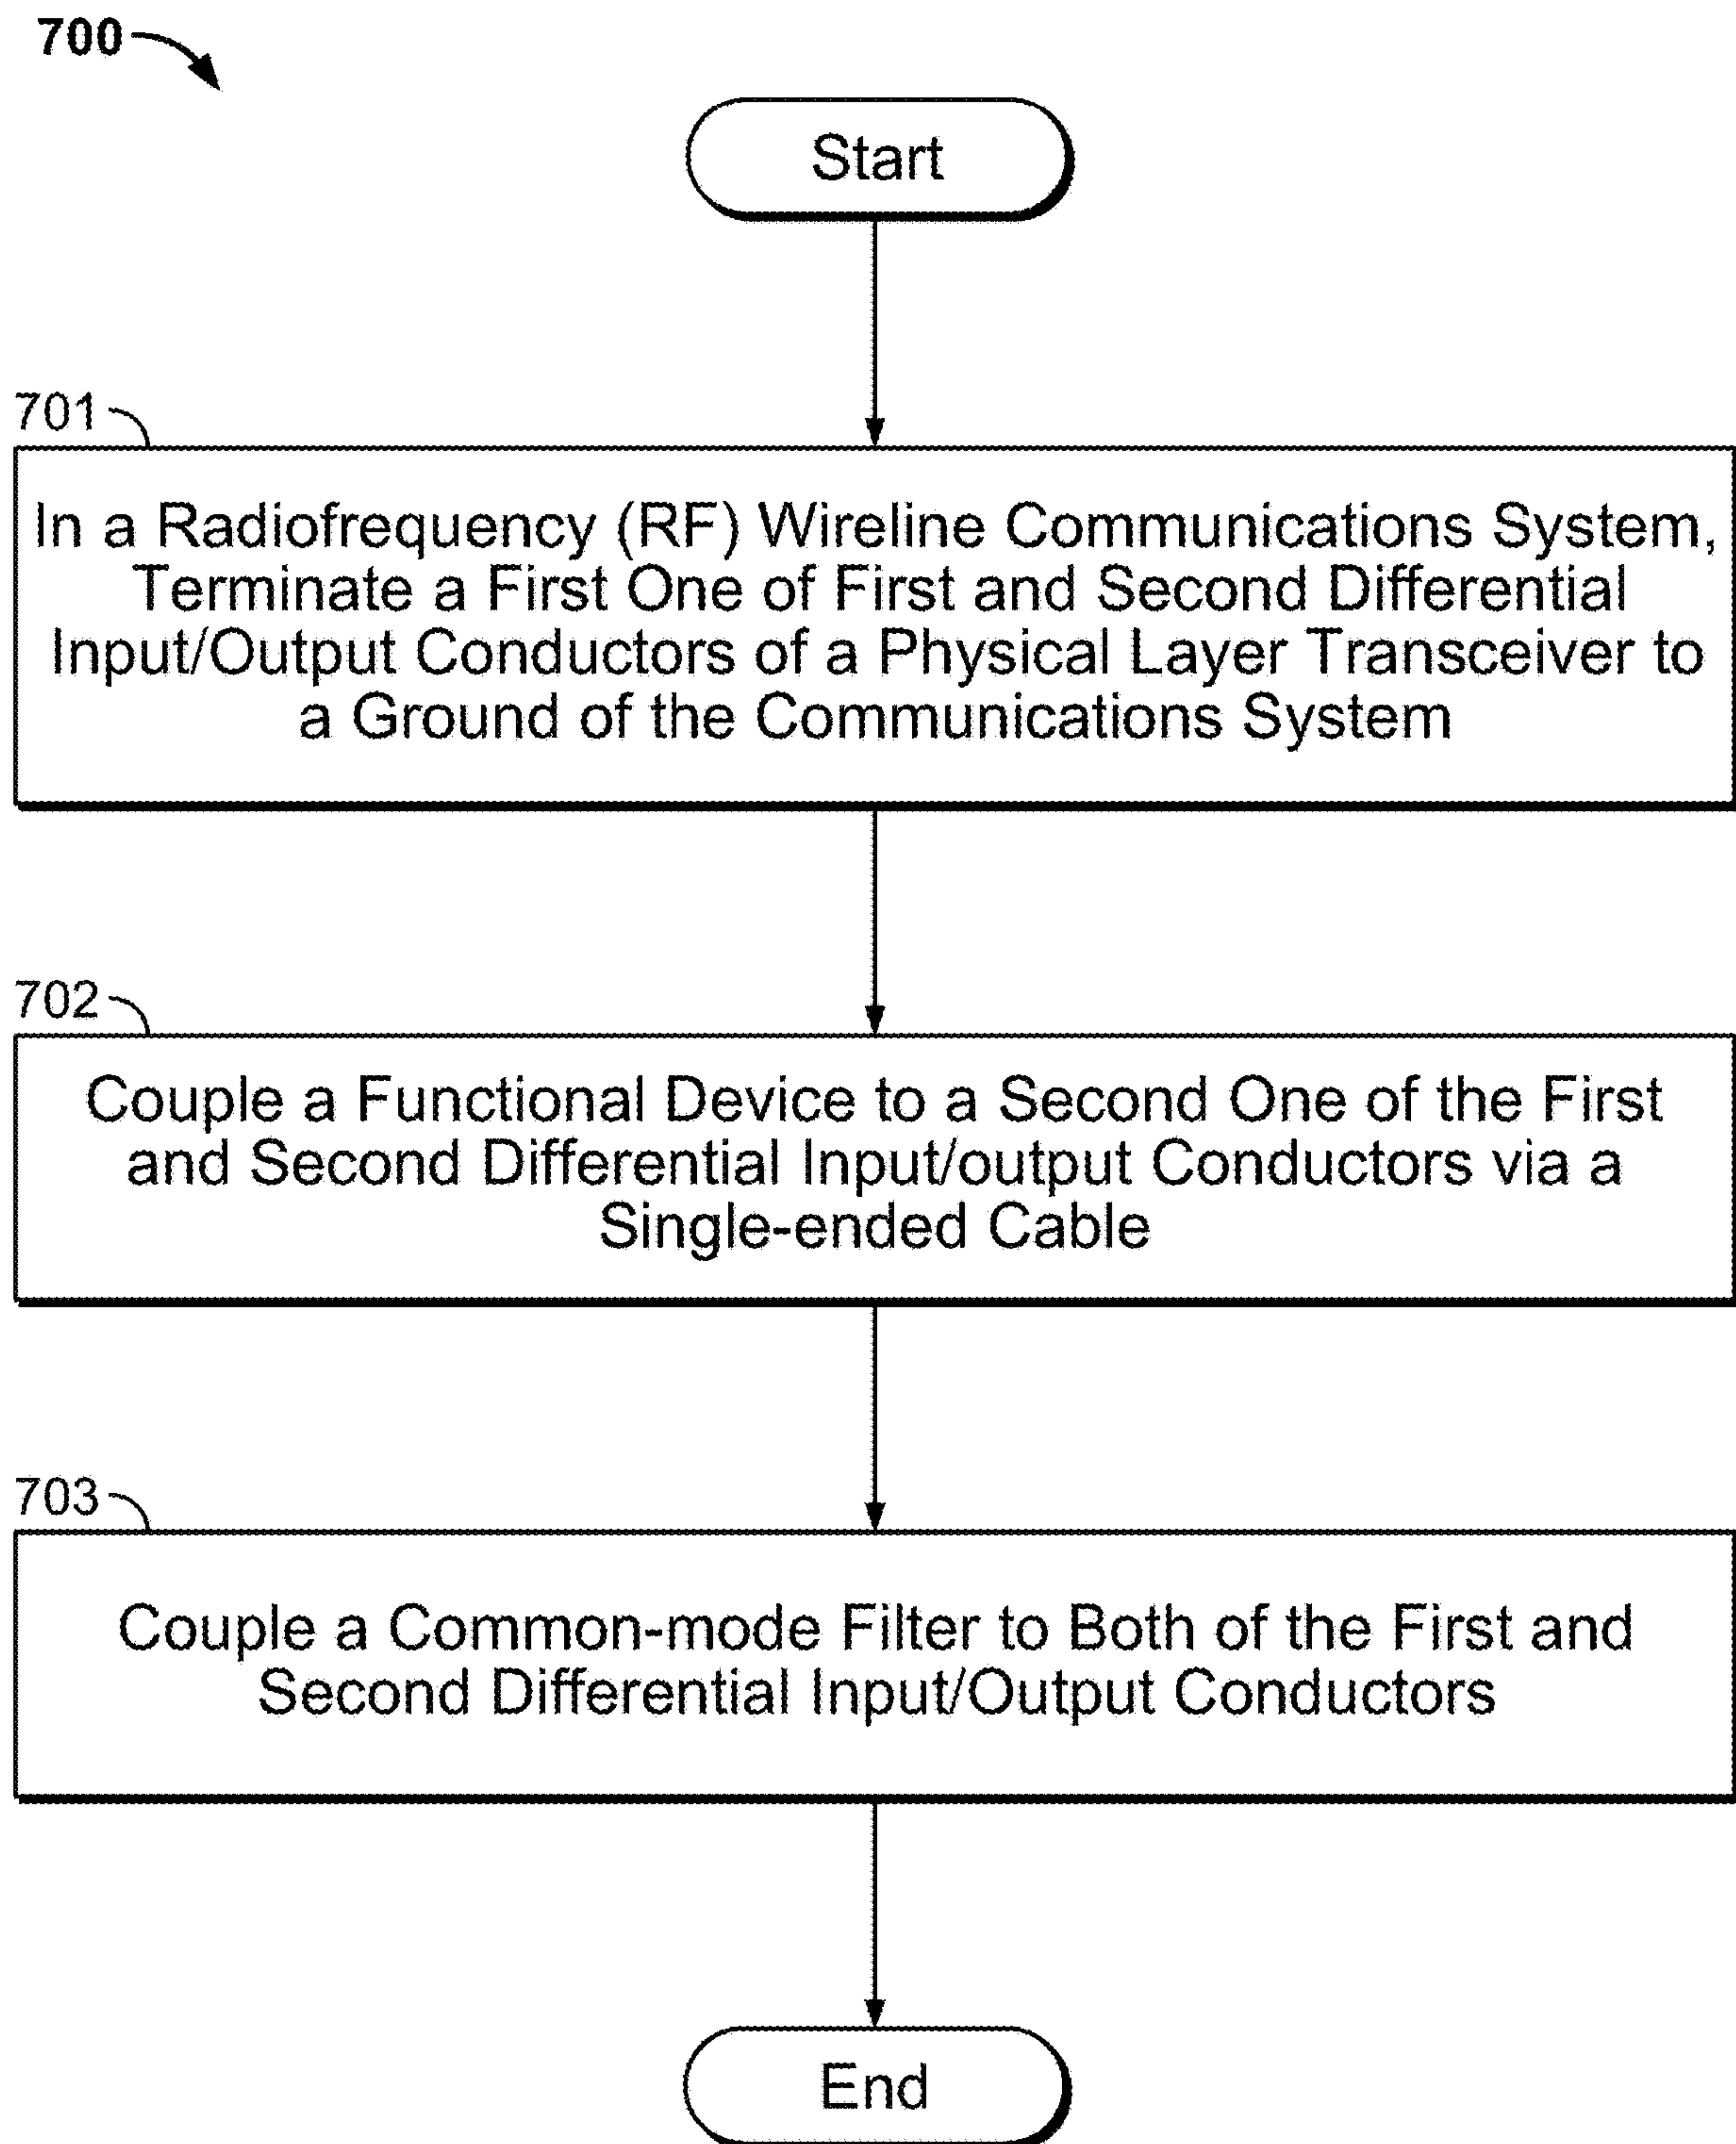 700
Start
701
In a Radiofrequency (RF) Wireline Communications System,
Terminate a First One of First and Second Differential
Input/Output Conductors of a Physical Layer Transceiver to
a Ground of the Communications System
702
Couple a Functional Device to a Second One of the First
and Second Differential Input/output Conductors via a
Single-ended Cable
703
Couple a Common-mode Filter to Both of the First and
Second Differential Input/Output Conductors
End